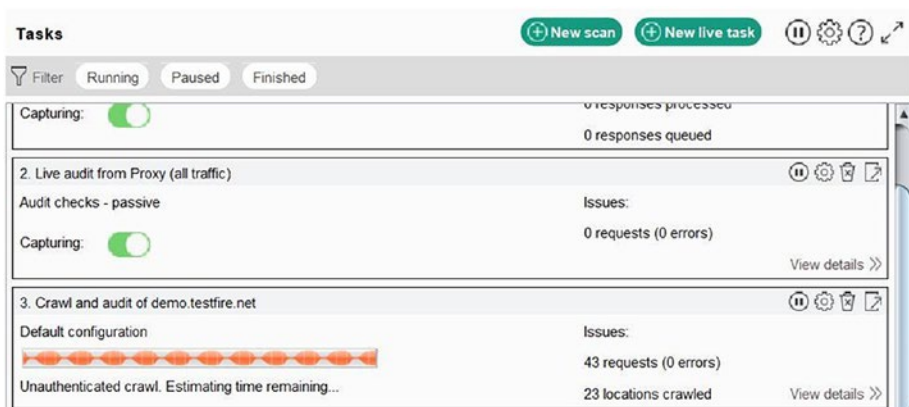 Tasks
New scan
New live task
Filter
Running
Paused
Finished
Capturing:
0 responses processed
0 responses queued
2. Live audit from Proxy (all traffic)
Audit checks - passive
Issues:
Capturing:
0 requests (0 errors)
View details
3. Crawl and audit of demo.testfire.net
Default configuration
Issues:
43 requests (0 errors)
Unauthenticated crawl. Estimating time remaining...
23 locations crawled
View details